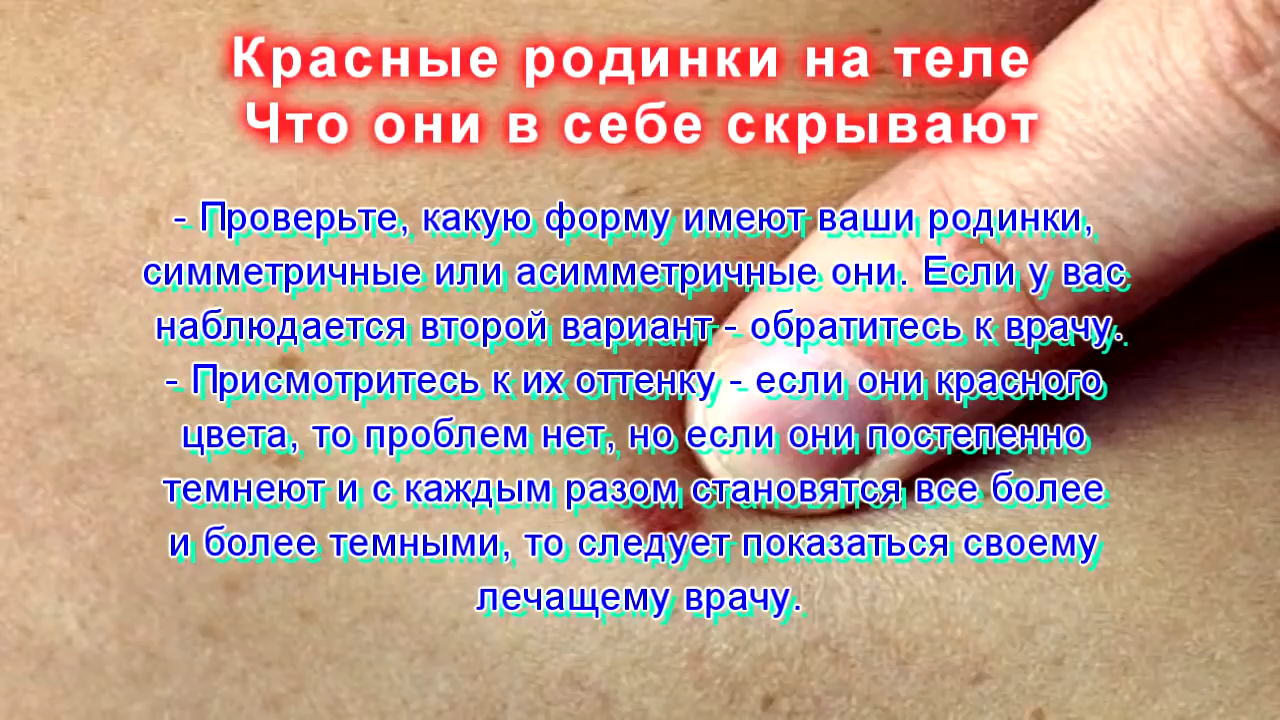 Красные родинки на теле
Что они в себе скрывают
- Проверьте, какую форму имеют ваши родинки,
симметричные или асимметричные они. Если у вас
наблюдается второй вариант - обратитесь к врачу.
- Присмотритесь к их оттенку - если они красного
цвета, то проблем нет, но если они постепенно
темнеют и с каждым разом становятся все более
и более темными, то следует показаться своему
лечащему врачу.